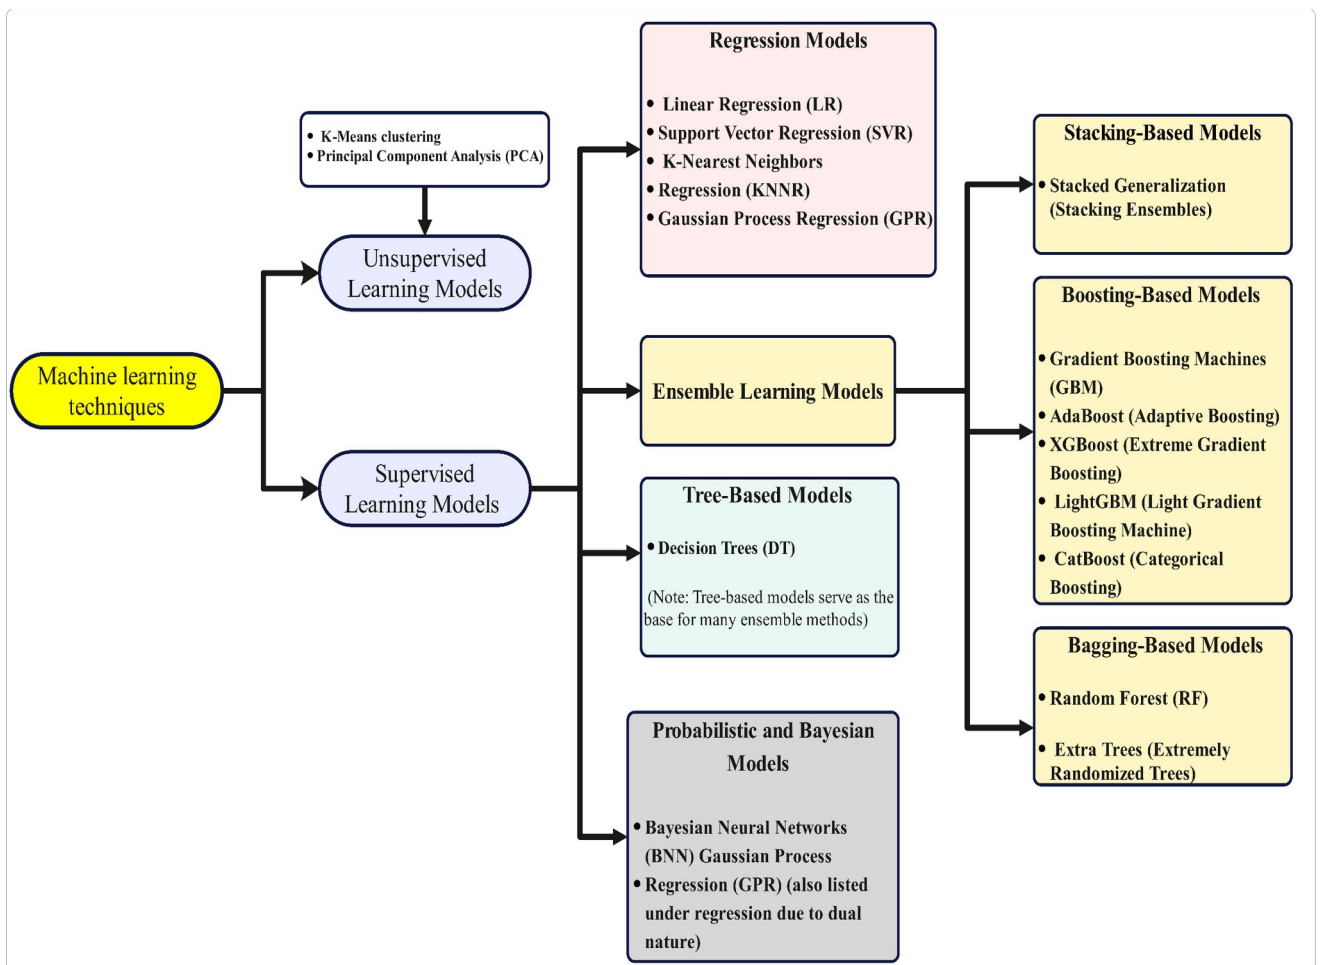 Machine learning
techniques
• K-Means clustering
• Principal Component Analysis (PCA)
Unsupervised
Learning Models
Supervised
Learning Models
Regression Models
• Linear Regression (LR)
• Support Vector Regression (SVR)
• K-Nearest Neighbors
• Regression (KNNR)
• Gaussian Process Regression (GPR)
Ensemble Learning Models
Tree-Based Models
• Decision Trees (DT)
(Note: Tree-based models serve as the
base for many ensemble methods)
Probabilistic and Bayesian
Models
• Bayesian Neural Networks
(BNN) Gaussian Process
• Regression (GPR) (also listed
under regression due to dual
nature)
Stacking-Based Models
• Stacked Generalization
(Stacking Ensembles)
Boosting-Based Models
• Gradient Boosting Machines
(GBM)
• AdaBoost (Adaptive Boosting)
• XGBoost (Extreme Gradient
Boosting)
• LightGBM (Light Gradient
Boosting Machine)
• CatBoost (Categorical
Boosting)
Bagging-Based Models
• Random Forest (RF)
• Extra Trees (Extremely
Randomized Trees)